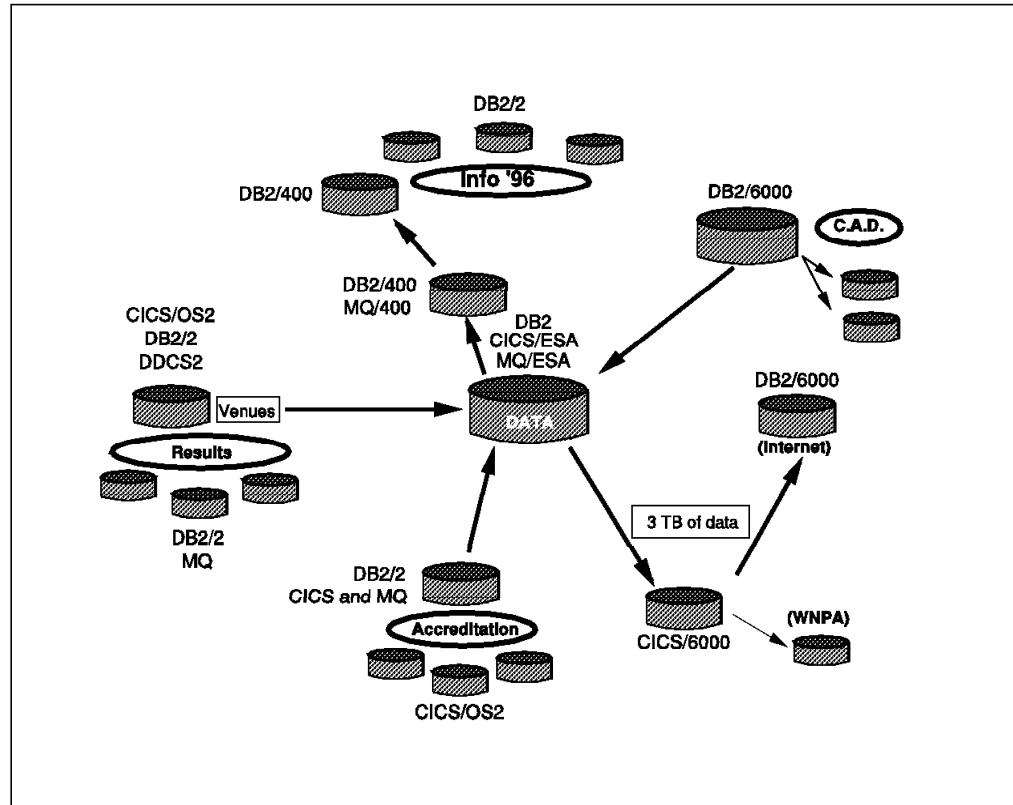 DB2/2
Info '96
DB2/400
DB2/6000
C.A.D.
DB2/400
MQ/400
DB2
CICS/ESA
MQ/ESA
DATA
CICS/OS2
DB2/2
DDCS2
Venues
Results
DB2/2
MQ
DB2/6000
(Internet)
3 TB of data
DB2/2
CICS and MQ
Accreditation
CICS/OS2
CICS/6000
(WNPA)